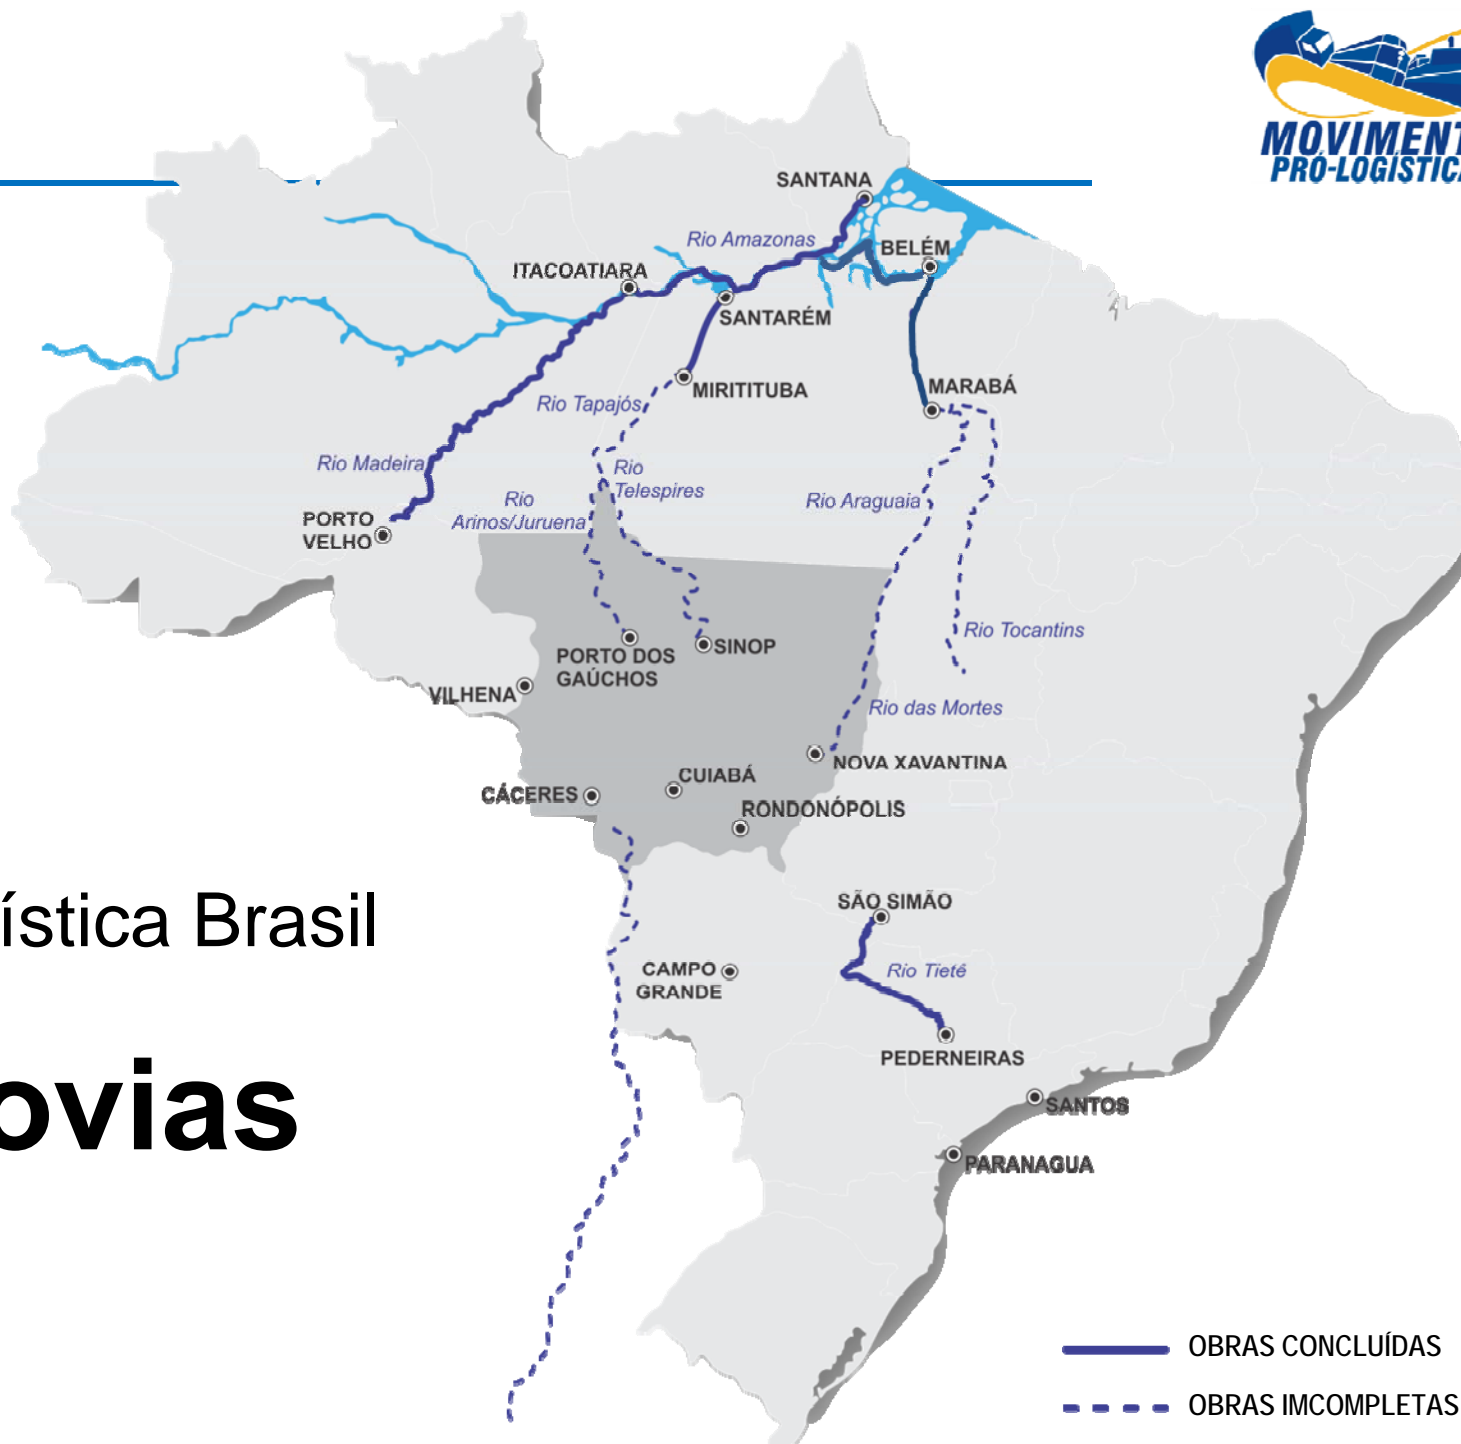 MOVIMENT
PRÓ-LOGÍSTICA
SANTANA
Rio Amazonas
BELÉM
ITACOATIARA
SANTARÉM
MIRITITUBA
MARABÁ
Rio Tapajós
Rio Madeira
Rio
Telespires
Rio
Arinos/Juruena
Rio Araguaia
PORTO
VELHO
Rio Tocantins
PORTO DOS
GAÚCHOS
SINOP
VILHENA
Rio das Mortes
NOVA XAVANTINA
CUIABÁ
CÁCERES
RONDONÓPOLIS
ística Brasil
SÃO SIMÃO
CAMPO
GRANDE
Rio Tietê
PEDERNEIRAS
ovias
SANTOS
PARANAGUA
OBRAS CONCLUÍDAS
OBRAS IMCOMPLETAS